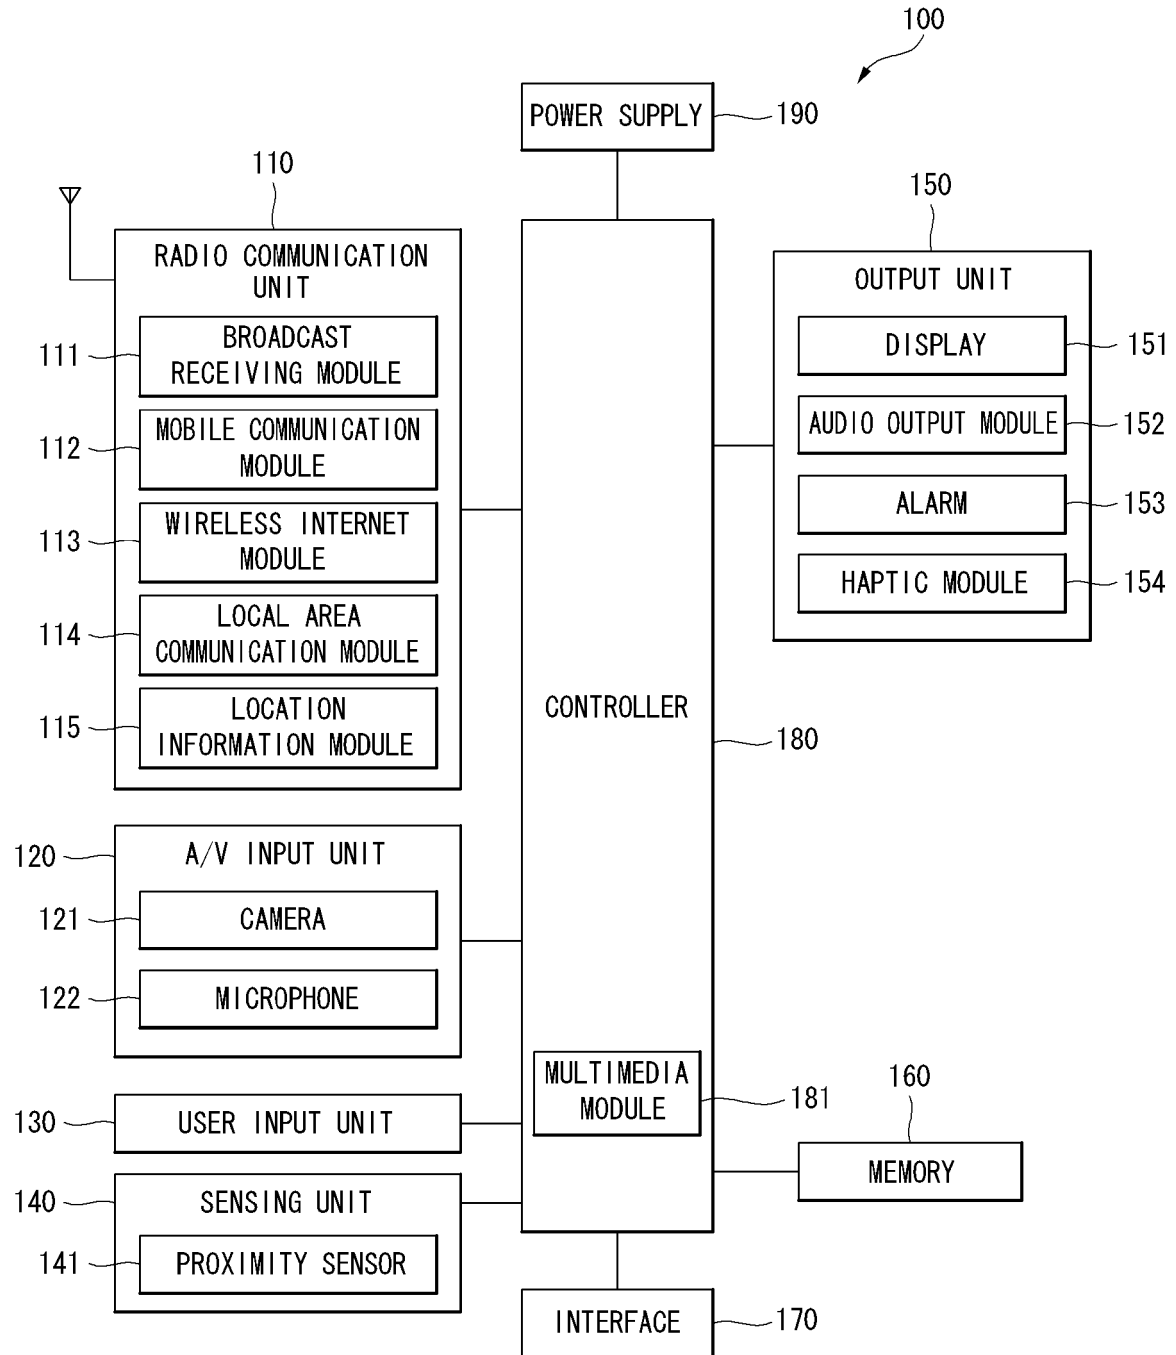 100
POWER SUPPLY
190
110
RADIO COMMUNICATION
UNIT
111
BROADCAST
RECEIVING MODULE
112
MOBILE COMMUNICATION
MODULE
113
WIRELESS INTERNET
MODULE
114
LOCAL AREA
COMMUNICATION MODULE
115
LOCATION
INFORMATION MODULE
120
A/V INPUT UNIT
121
CAMERA
122
MICROPHONE
130
USER INPUT UNIT
140
SENSING UNIT
141
PROXIMITY SENSOR
CONTROLLER
180
MULTIMEDIA
MODULE
181
150
OUTPUT UNIT
DISPLAY
151
AUDIO OUTPUT MODULE
152
ALARM
153
HAPTIC MODULE
154
160
MEMORY
INTERFACE
170